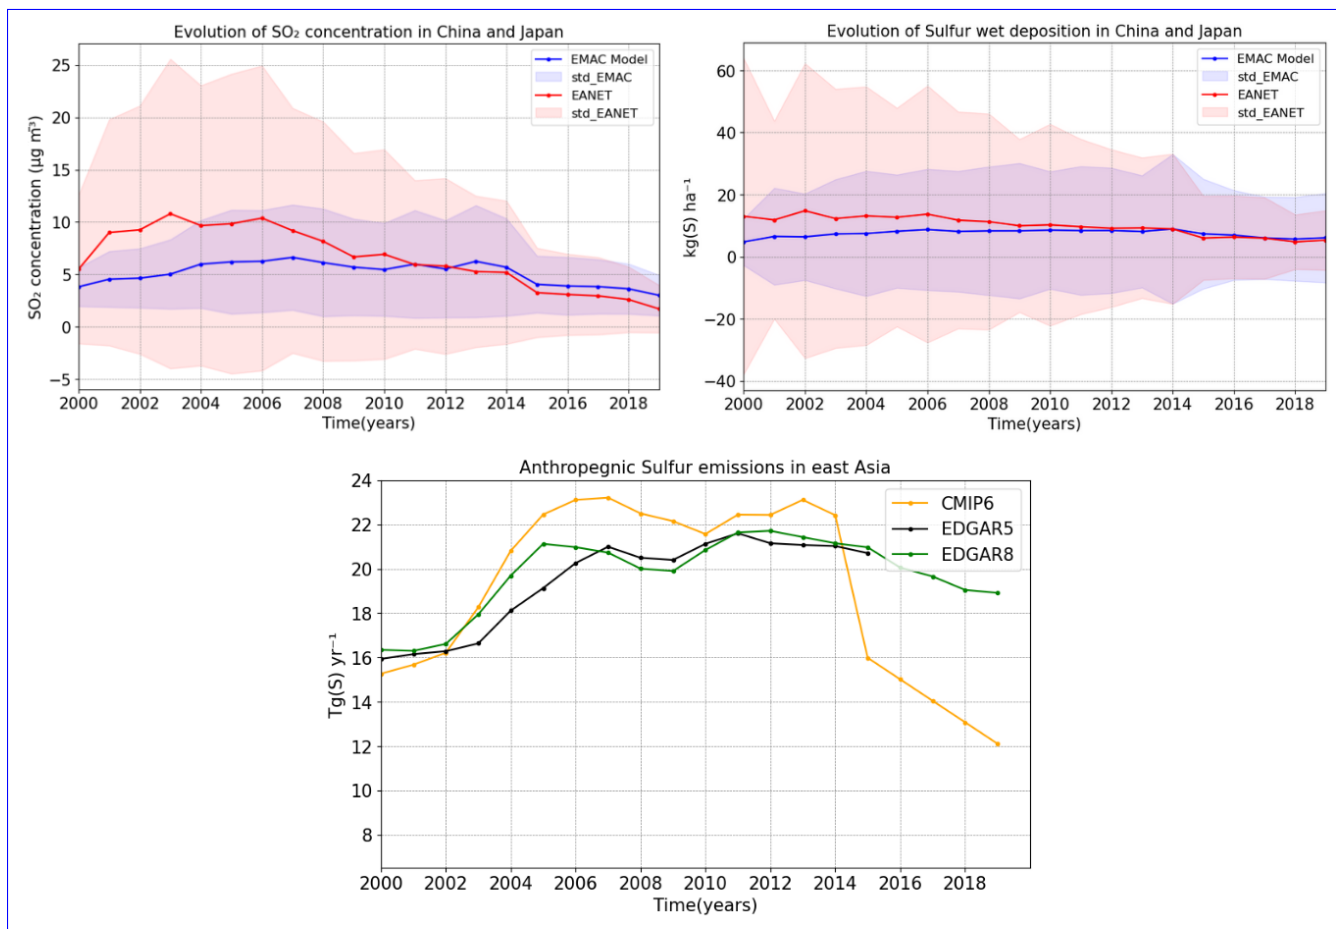 Evolution of SO₂ concentration in China and Japan
SO₂ concentration (µg m̄³)
25
20
15
10
5
0
−5
EMAC Model
std_EMAC
EANET
std_EANET
2000 2002 2004 2006 2008 2010 2012 2014 2016 2018
Time(years)
Evolution of Sulfur wet deposition in China and Japan
kg(S) ha⁻¹
60
40
20
0
−20
−40
EMAC Model
std_EMAC
EANET
std_EANET
2000 2002 2004 2006 2008 2010 2012 2014 2016 2018
Time(years)
Anthropegnic Sulfur emissions in east Asia
Tg(S) yr⁻¹
24
22
20
18
16
14
12
10
8
CMIP6
EDGAR5
EDGAR8
2000 2002 2004 2006 2008 2010 2012 2014 2016 2018
Time(years)